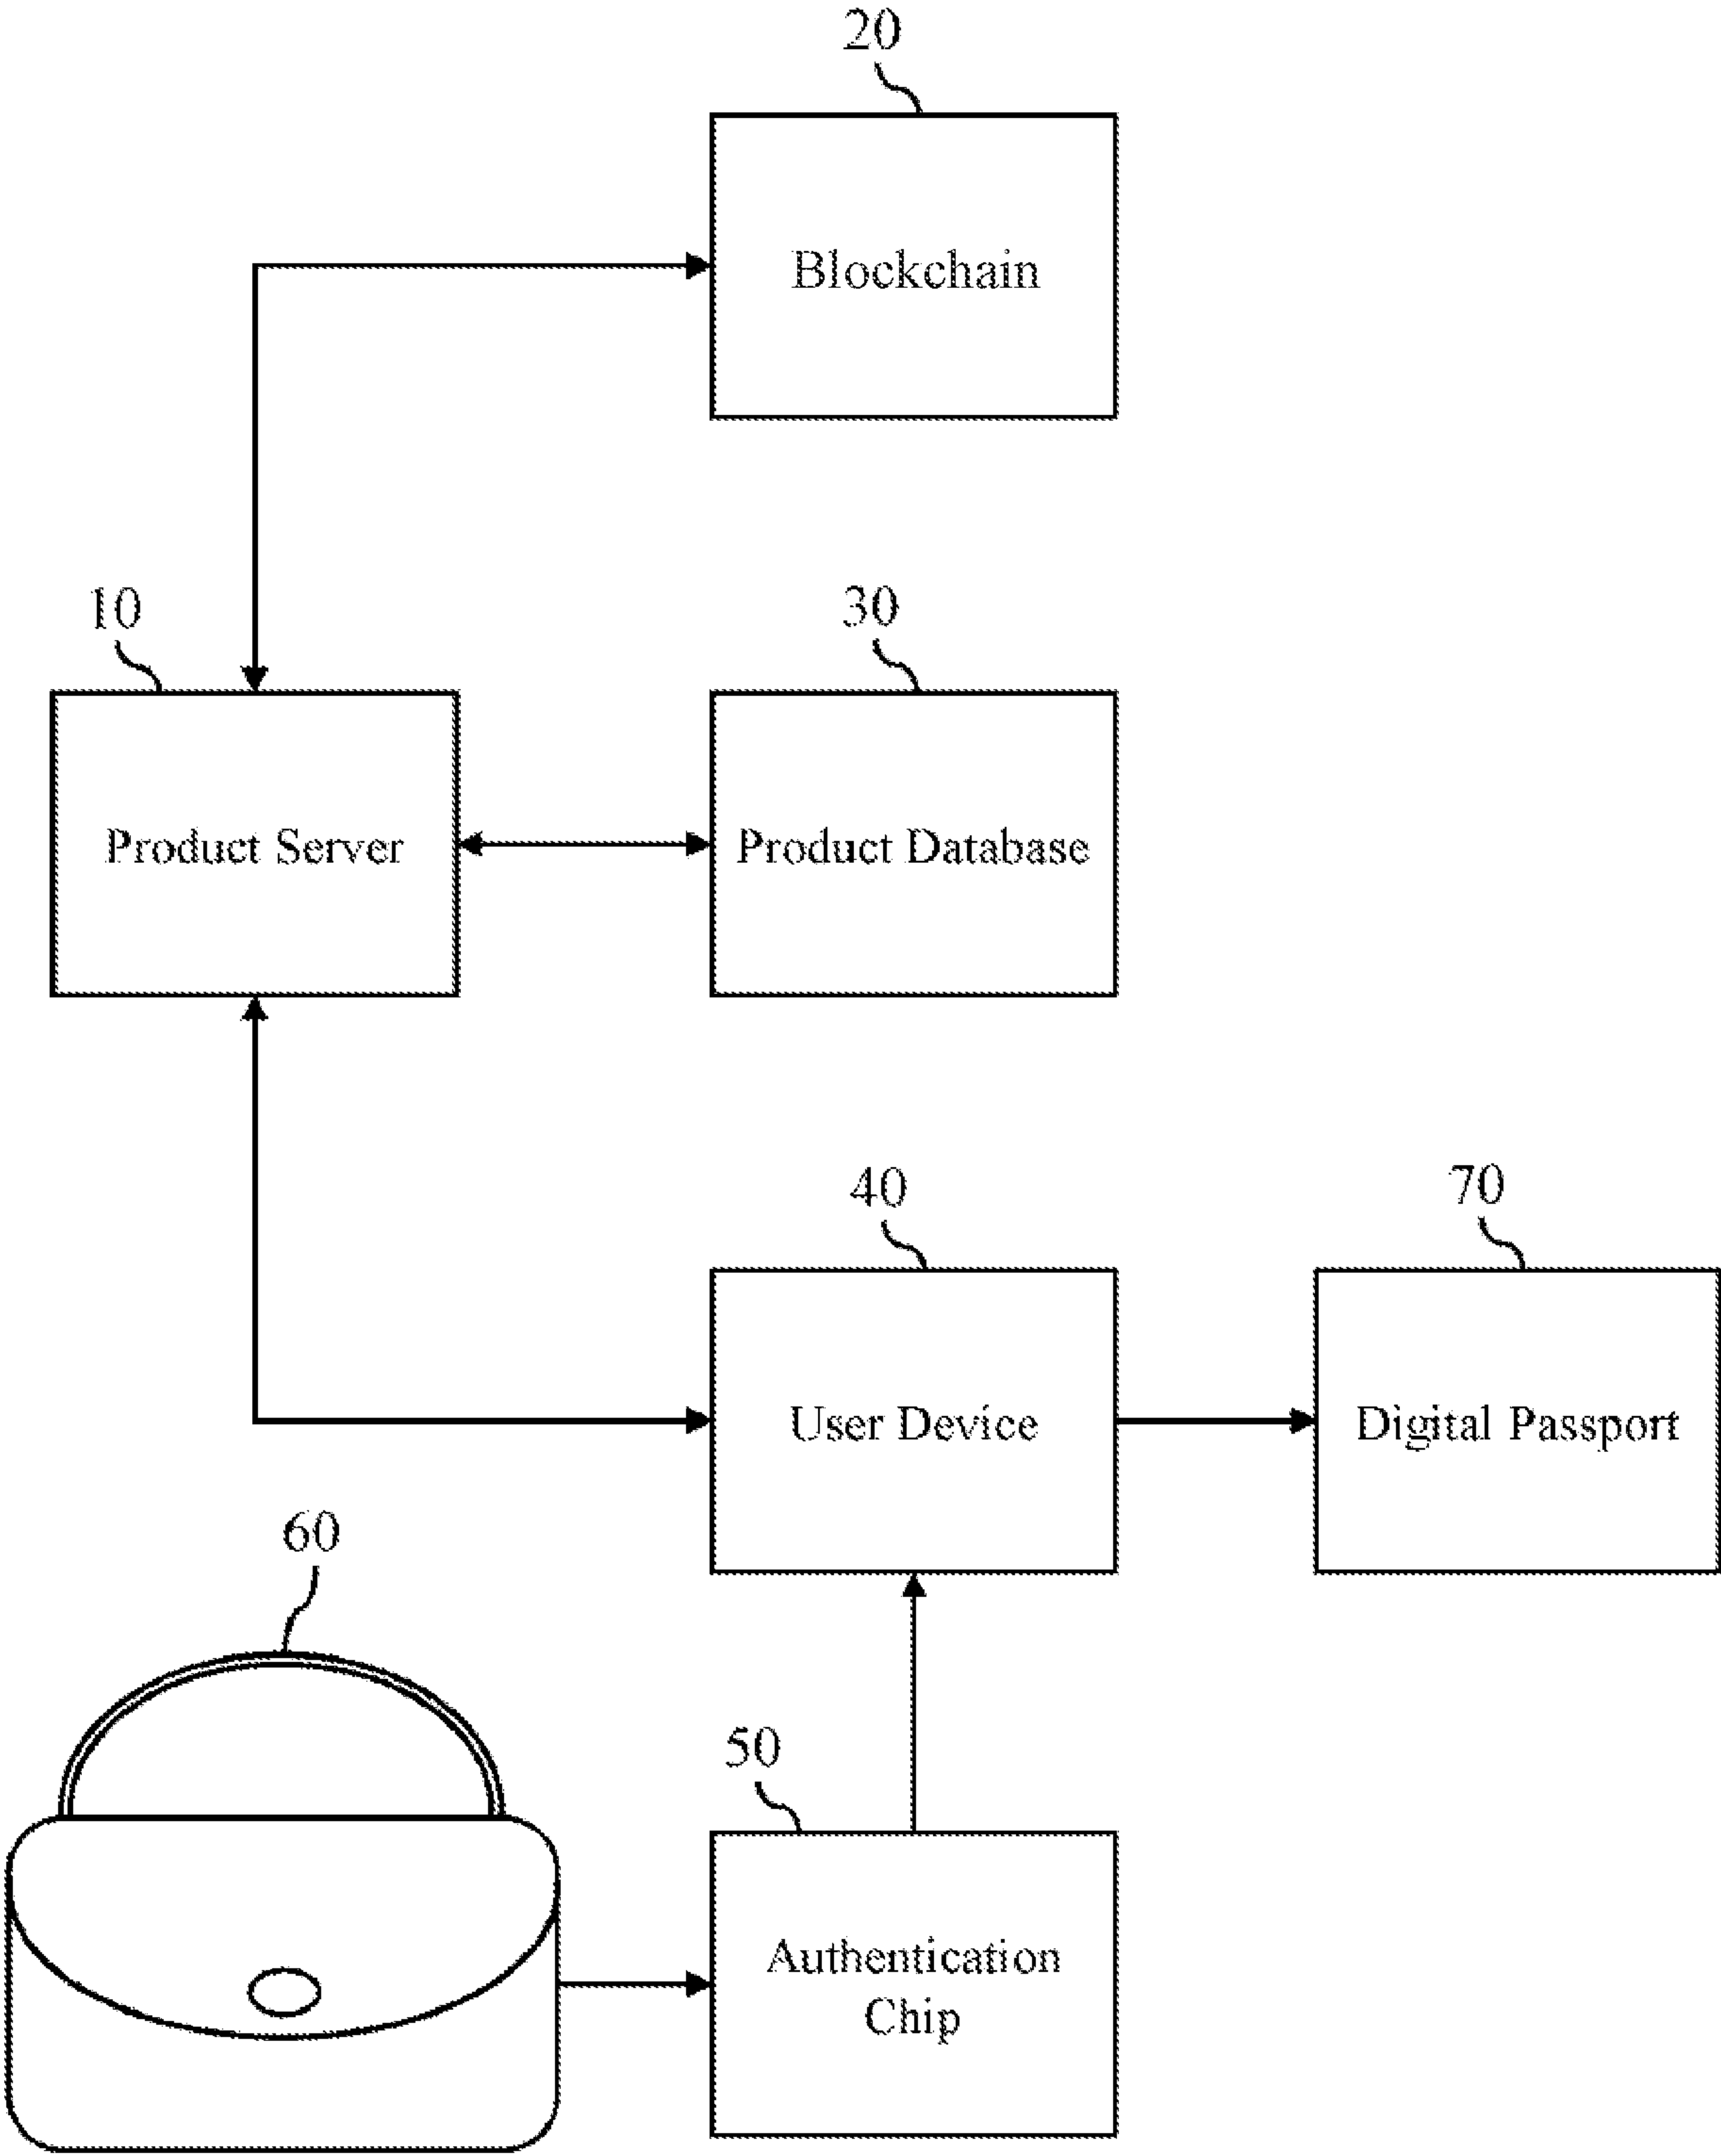 20
Blockchain
10
30
Product Server
Product Database
40
70
User Device
Digital Passport
60
50
Authentication
Chip